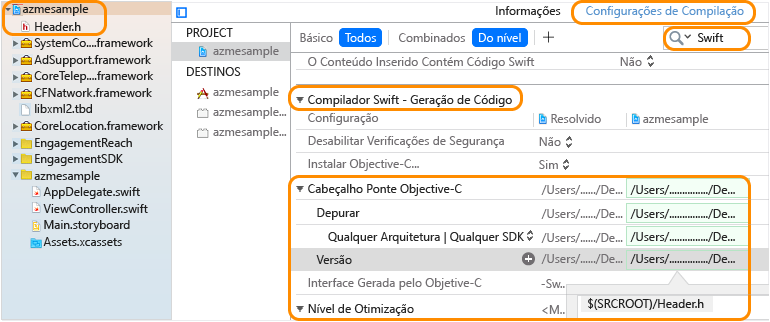 azmesample
Header.h
SystemCo....framework
AdSupport.framework
CoreTelep....framework
CFNatwork.framework
libxml2.tbd
CoreLocation.framework
EngagementReach
EngagementSDK
azmesample
AppDelegate.swift
ViewController.swift
Main.storyboard
Assets.xcassets
PROJECT
azmesample
DESTINOS
azmesample
azmesample...
azmesample...
Informações Configurações de Compilação
Básico Todos Combinados Do nível + Swift
O Conteúdo Inserido Contém Código Swift Não
Compilador Swift - Geração de Código
Configuração Resolvido azmesample
Desabilitar Verificações de Segurança Não
Instalar Objective-C... Sim
Cabeçalho Ponte Objective-C /Users/....../De... /Users/.............../De...
Depurar /Users/....../De... /Users/.............../De...
Qualquer Arquitetura | Qualquer SDK /Users/....../De... /Users/.............../De...
Versão /Users/....../De... /Users/.............../De...
Interface Gerada pelo Objetive-C -Sw...
$(SRCROOT)/Header.h
Nível de Otimização <M...